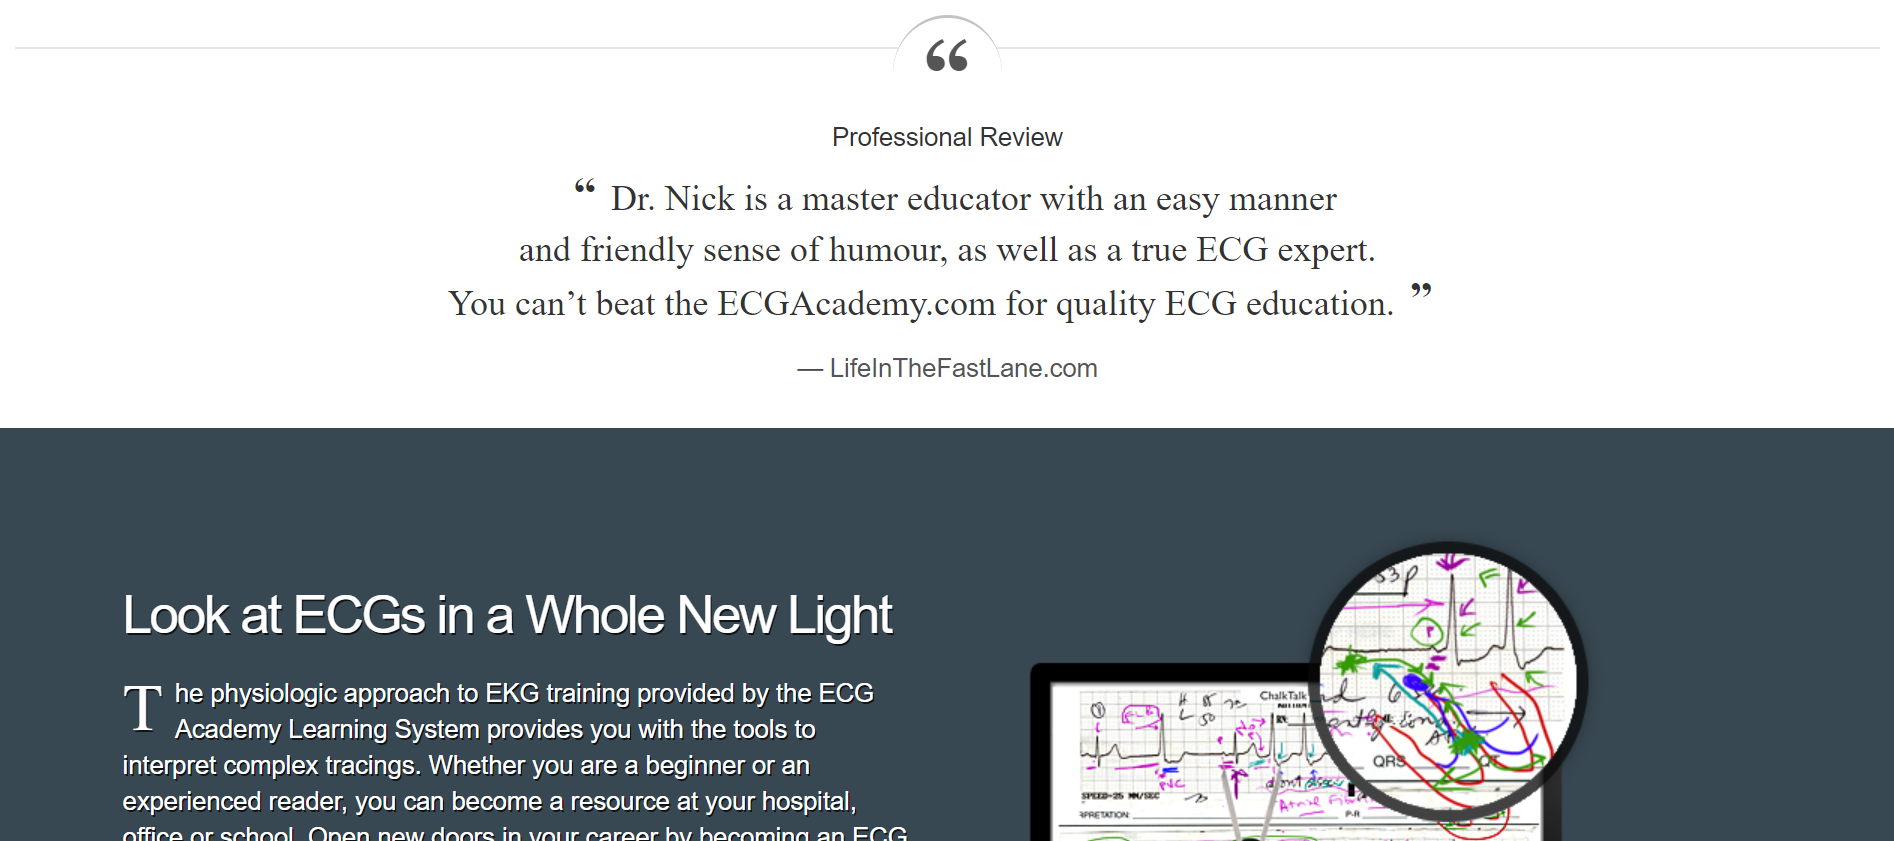 “
Professional Review
“ Dr. Nick is a master educator with an easy manner
and friendly sense of humour, as well as a true ECG expert.
You can’t beat the ECGAcademy.com for quality ECG education. ”
— LifeInTheFastLane.com
Look at ECGs in a Whole New Light
The physiologic approach to EKG training provided by the ECG
Academy Learning System provides you with the tools to
interpret complex tracings. Whether you are a beginner or an
experienced reader, you can become a resource at your hospital,
office or school. Open new doors in your career by becoming an ECG
ChalkTalk
PVC
SPEED-25 MM/SEC
RPRETATION:
P-R
QRS
P